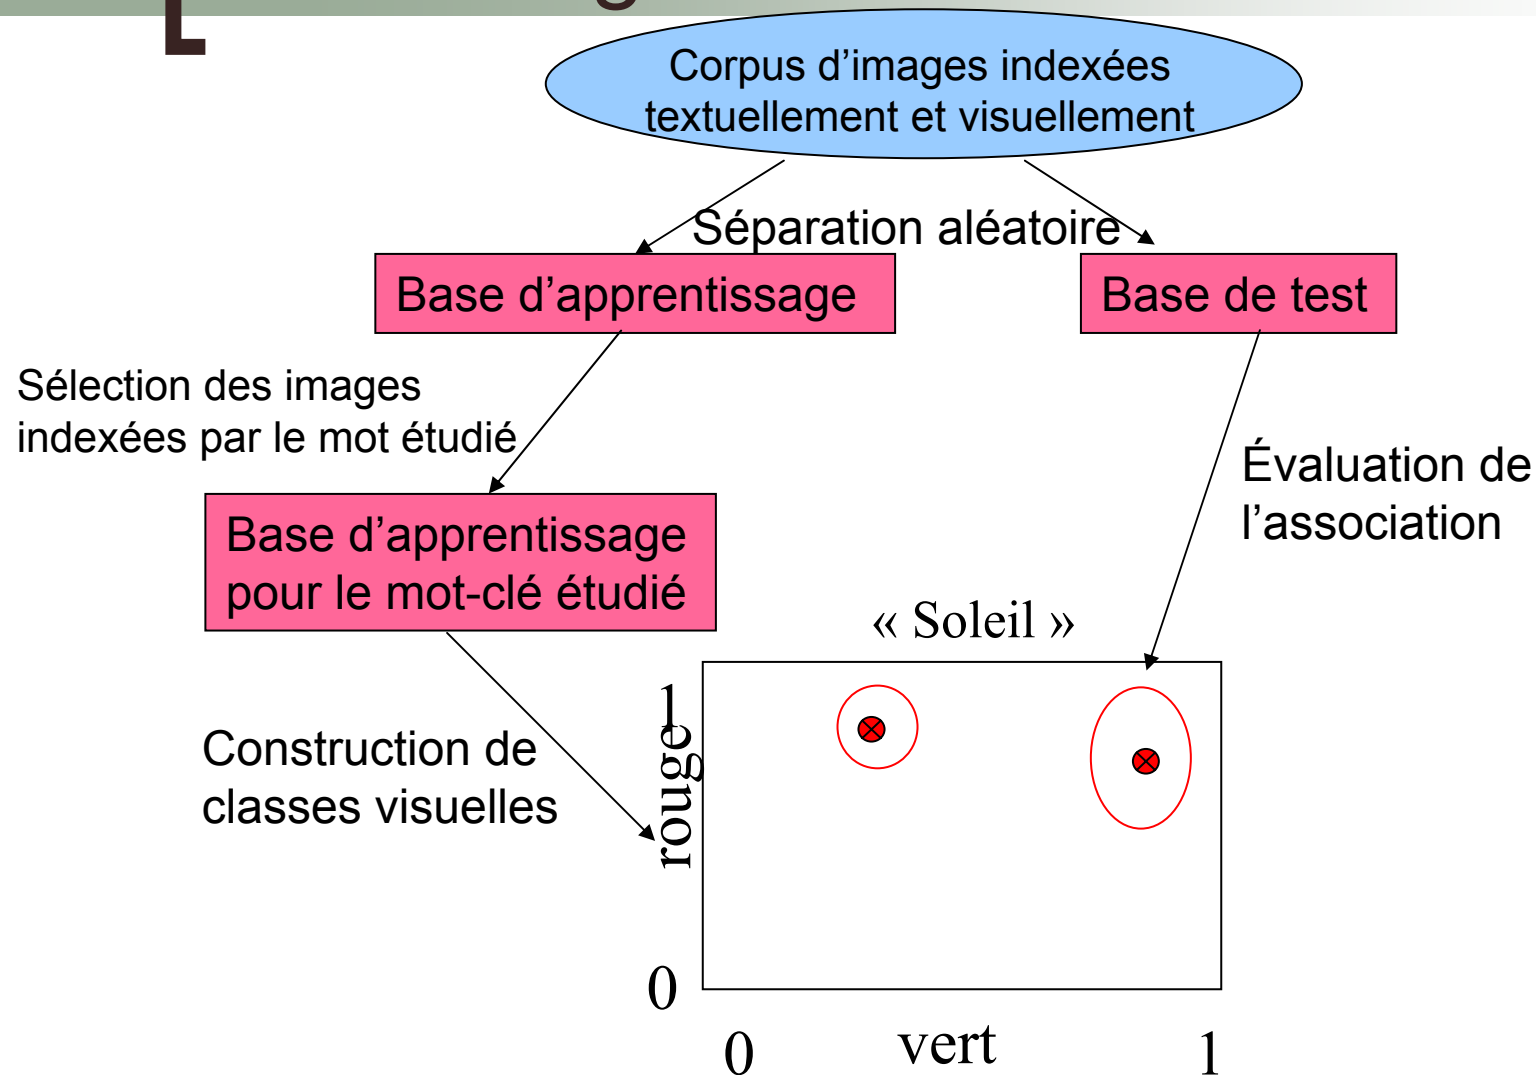 Corpus d’images indexées
textuellement et visuellement
Séparation aléatoire
Base d’apprentissage
Base de test
Sélection des images
indexées par le mot étudié
Évaluation de
l’association
Base d’apprentissage
pour le mot-clé étudié
« Soleil »
1
rouge
Construction de
classes visuelles
0
0 vert 1